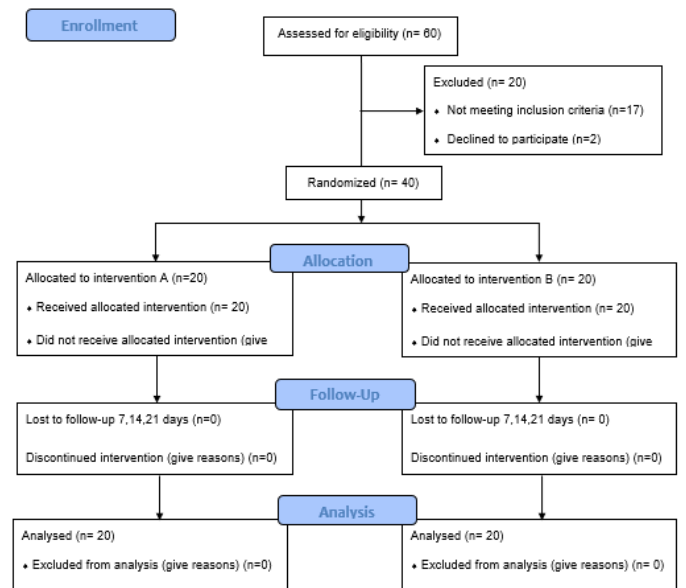 Enrollment
Assessed for eligibility (n= 60)
Excluded (n= 20)
⬧ Not meeting inclusion criteria (n=17)
⬧ Declined to participate (n=2)
Randomized (n= 40)
Allocation
Allocated to intervention A (n=20)
⬧ Received allocated intervention (n= 20)
⬧ Did not receive allocated intervention (give
Allocated to intervention B (n= 20)
⬧ Received allocated intervention (n= 20)
⬧ Did not receive allocated intervention (give
Follow-Up
Lost to follow-up 7,14,21 days (n=0)
Discontinued intervention (give reasons) (n=0)
Lost to follow-up 7,14,21 days (n= 0)
Discontinued intervention (give reasons) (n=0)
Analysis
Analysed (n= 20)
⬧ Excluded from analysis (give reasons) (n=0)
Analysed (n= 20)
⬧ Excluded from analysis (give reasons) (n= 0)